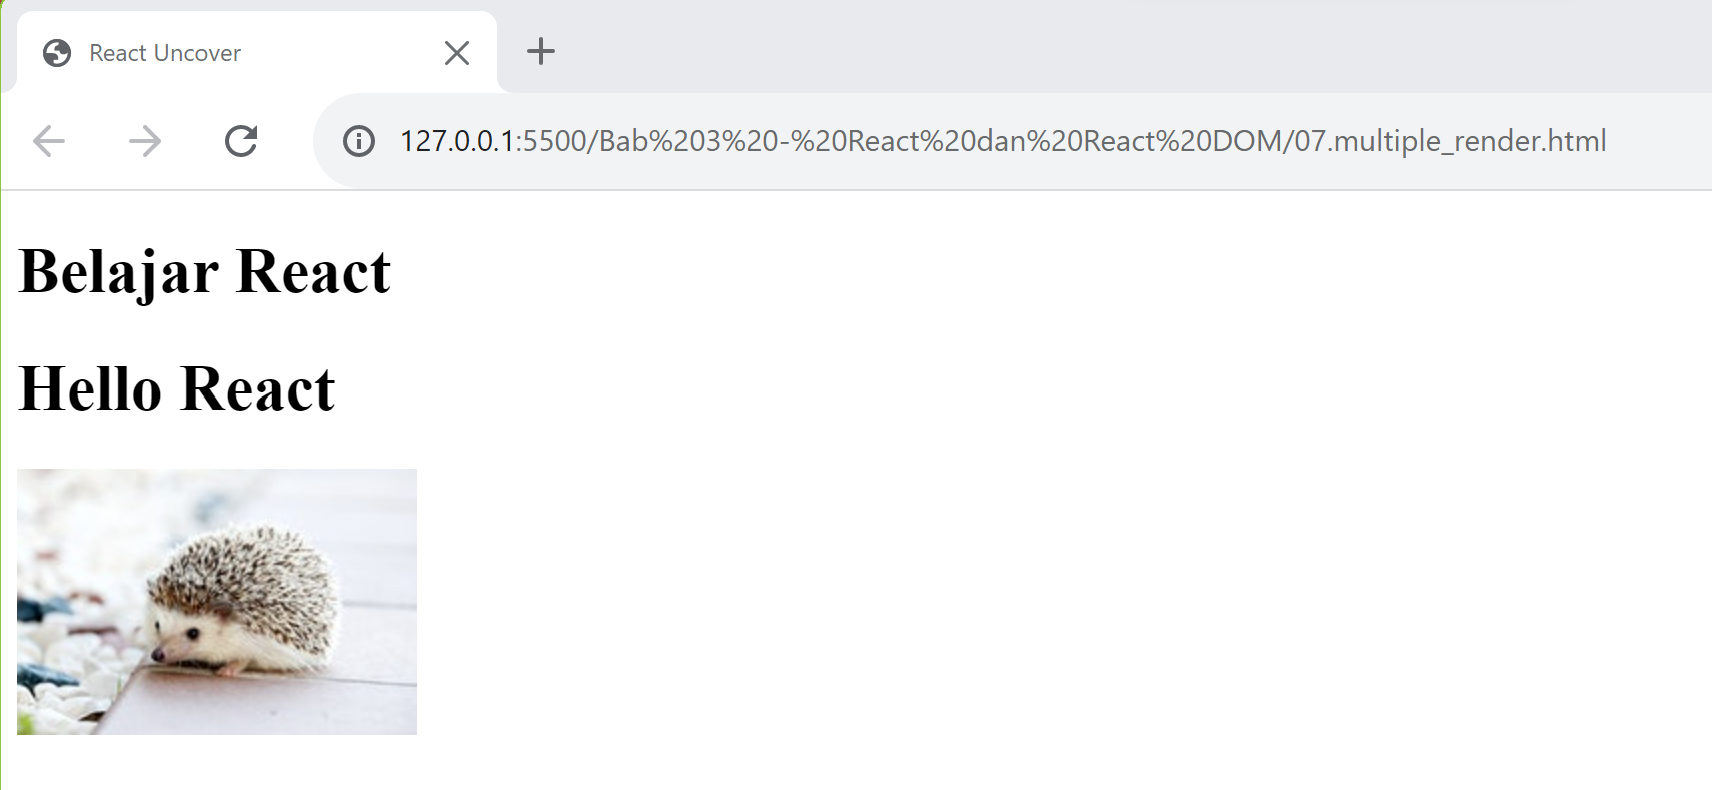 React Uncover
127.0.0.1:5500/Bab%203%20-%20React%20dan%20React%20DOM/07.multiple_render.html
Belajar React
Hello React